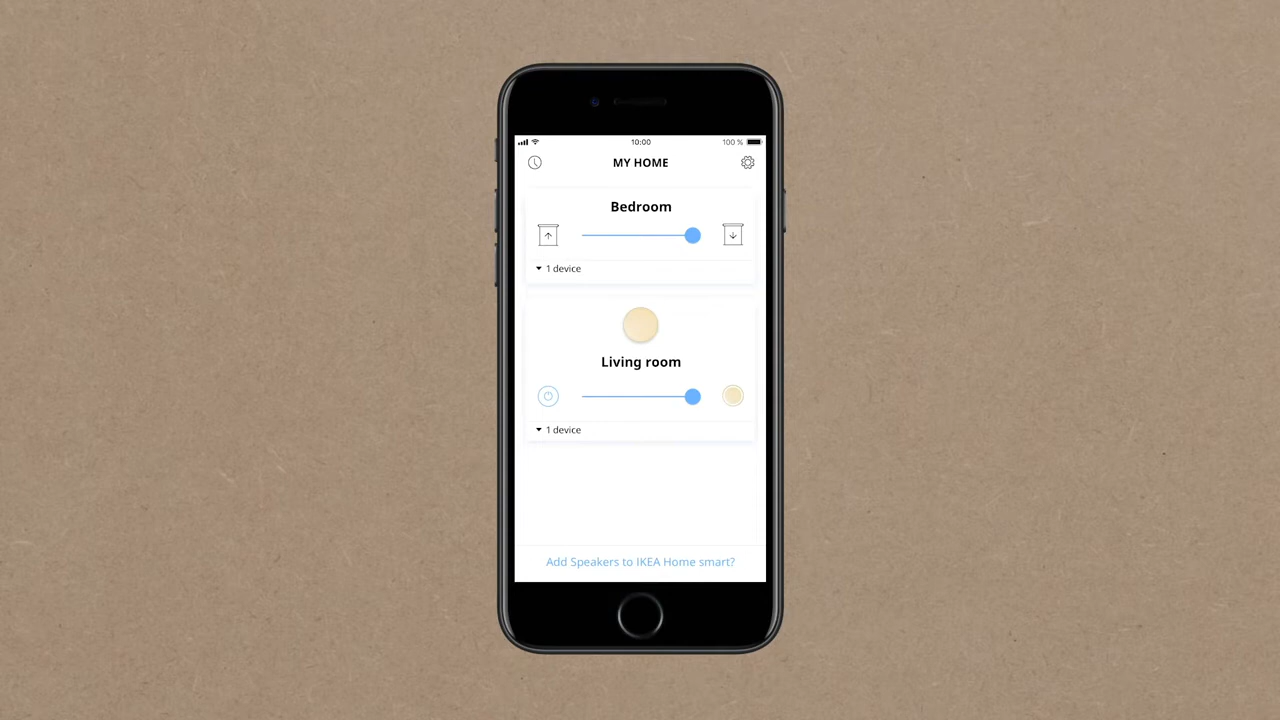 10:00
100 %
MY HOME
Bedroom
1 device
Living room
1 device
Add Speakers to IKEA Home smart?